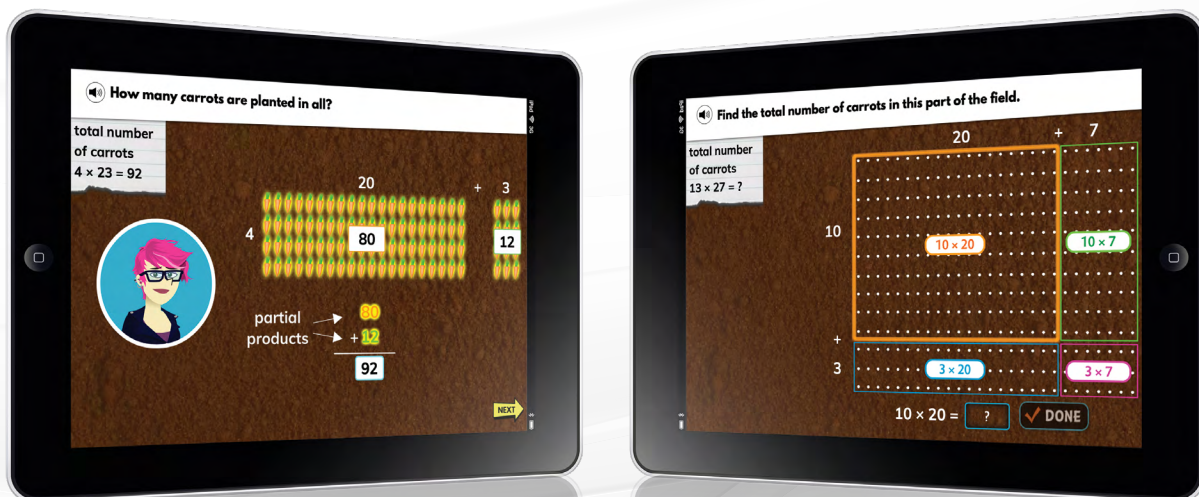 How many carrots are planted in all?
total number
of carrots
4 × 23 = 92
20 + 3
4
80
12
partial
products
80
+ 12
92
NEXT
Find the total number of carrots in this part of the field.
total number
of carrots
13 × 27 = ?
20 + 7
10
10 × 20
10 × 7
+
3
3 × 20
3 × 7
10 × 20 = ?
DONE